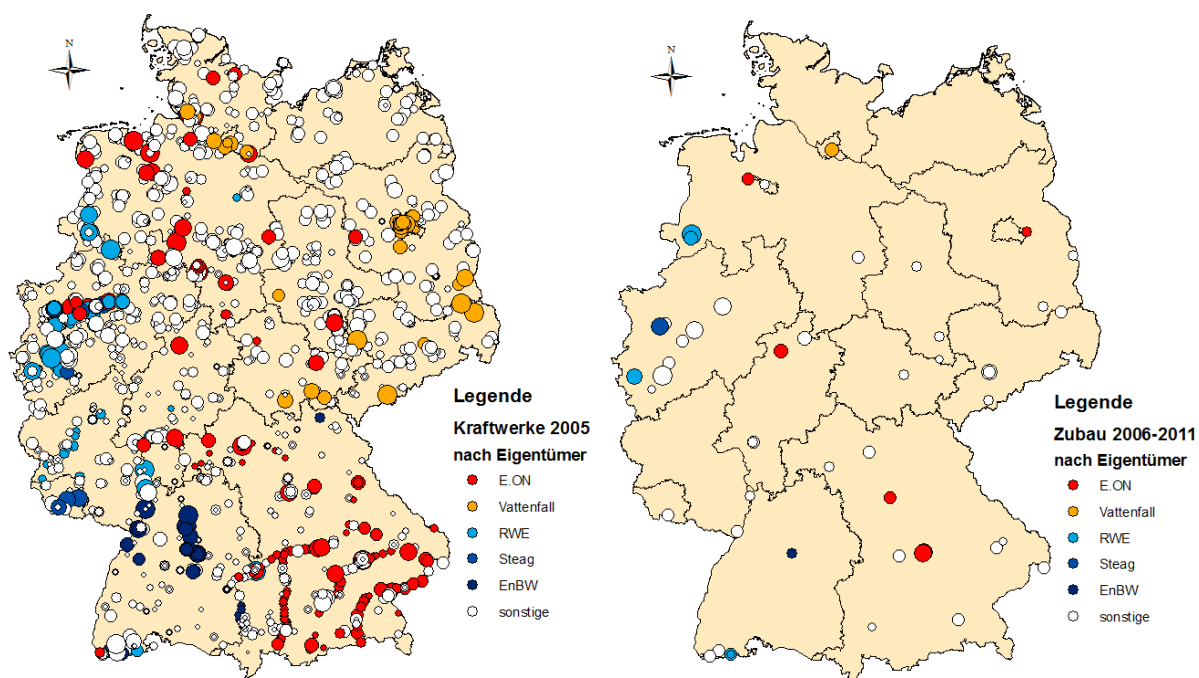 N
Legende
Kraftwerke 2005
nach Eigentümer
E.ON
Vattenfall
RWE
Steag
EnBW
sonstige
N
Legende
Zubau 2006-2011
nach Eigentümer
E.ON
Vattenfall
RWE
Steag
EnBW
sonstige